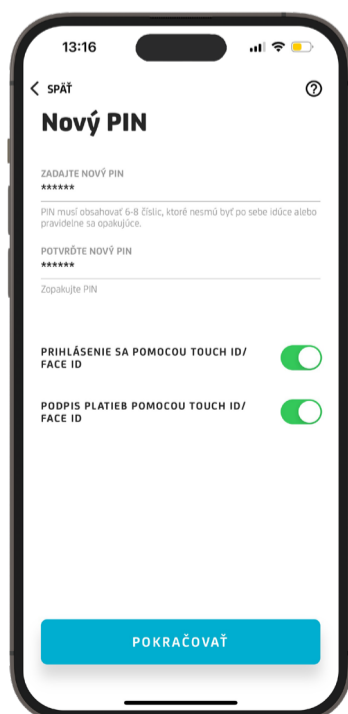 13:16
SPÄŤ
Nový PIN
ZADAJTE NOVÝ PIN
******
PIN musí obsahovať 6-8 číslic, ktoré nesmú byť po sebe idúce alebo
pravidelne sa opakujúce.
POTVRĎTE NOVÝ PIN
******
Zopakujte PIN
PRIHLÁSENIE SA POMOCOU TOUCH ID/
FACE ID
PODPIS PLATIEB POMOCOU TOUCH ID/
FACE ID
POKRAČOVAŤ